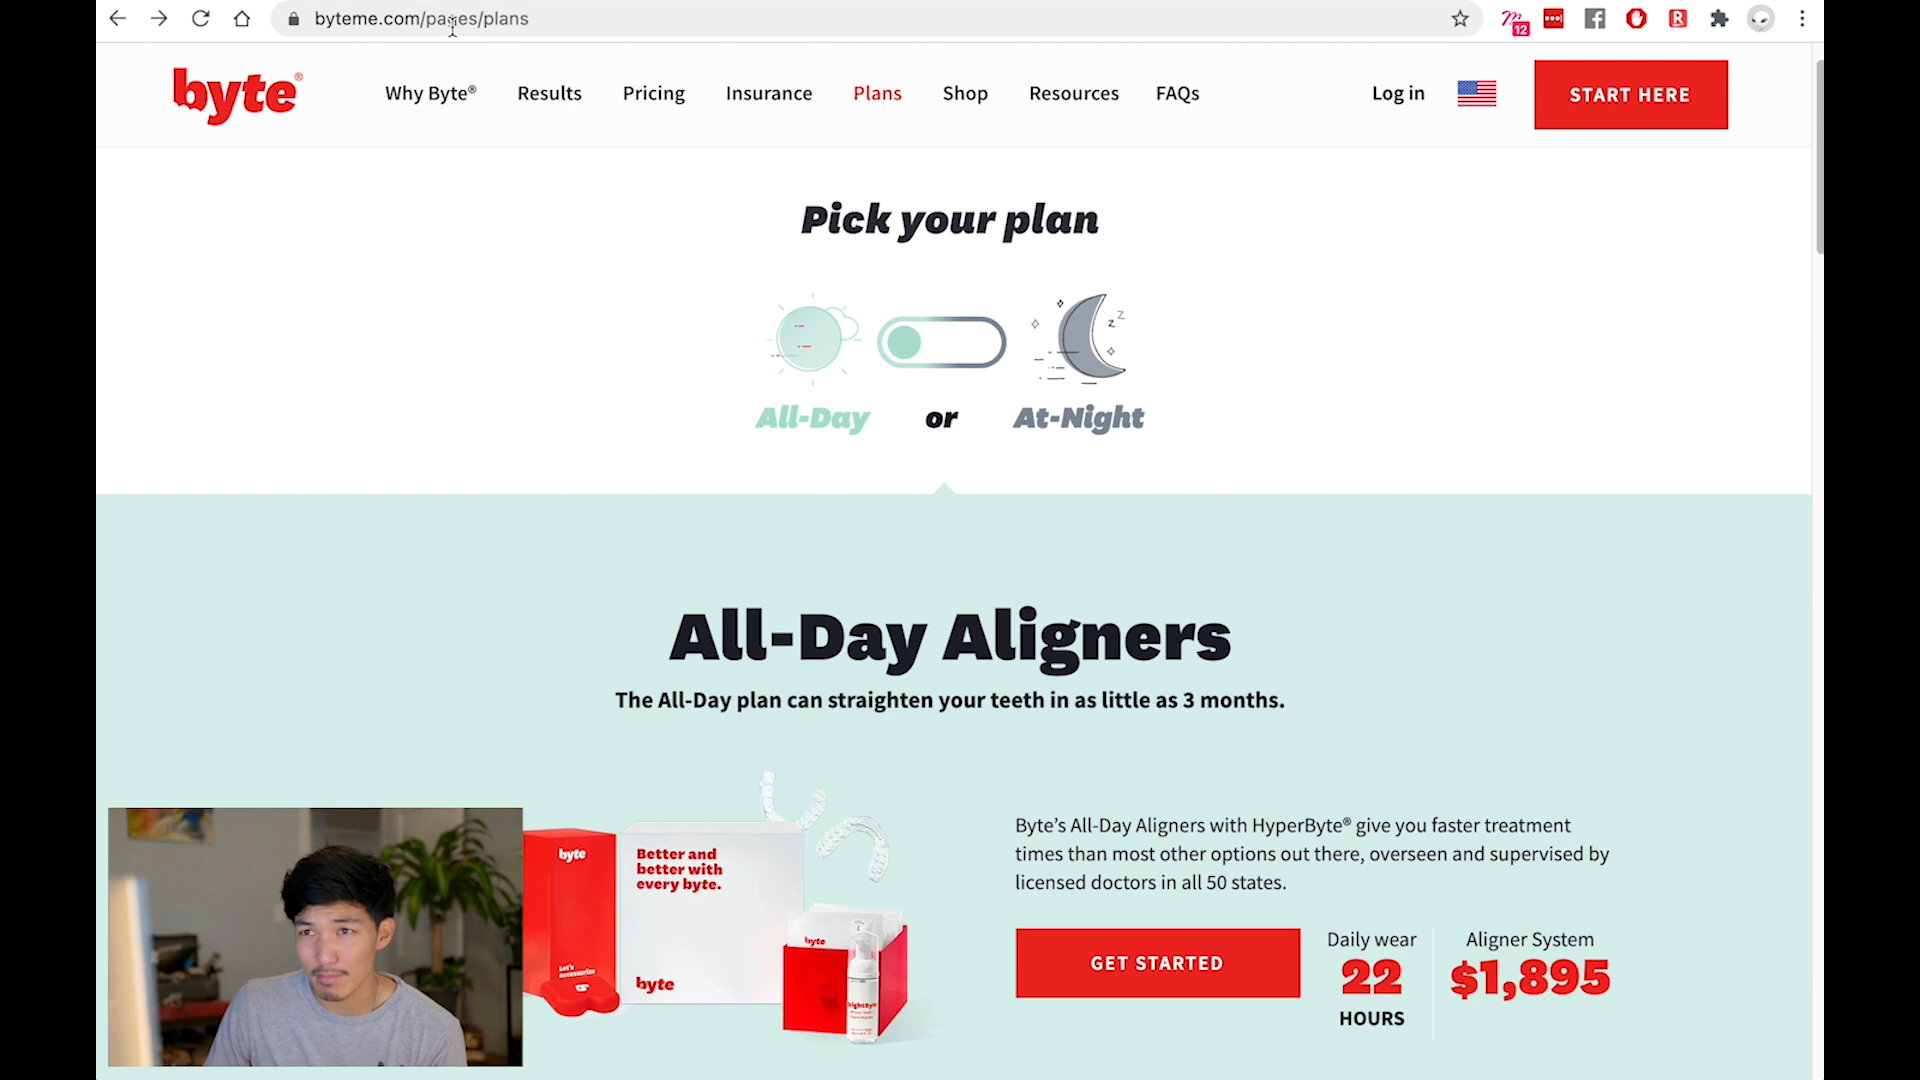 byteme.com/pages/plans
12
byte®
Why Byte®
Results
Pricing
Insurance
Plans
Shop
Resources
FAQs
Log in
START HERE
Pick your plan
z z
All-Day or At-Night
All-Day Aligners
The All-Day plan can straighten your teeth in as little as 3 months.
byte
Let's
accessorize
Better and
better with
every byte.
byte
byte
BrightByte
Byte's All-Day Aligners with HyperByte® give you faster treatment
times than most other options out there, overseen and supervised by
licensed doctors in all 50 states.
GET STARTED
Daily wear
22
HOURS
Aligner System
$1,895